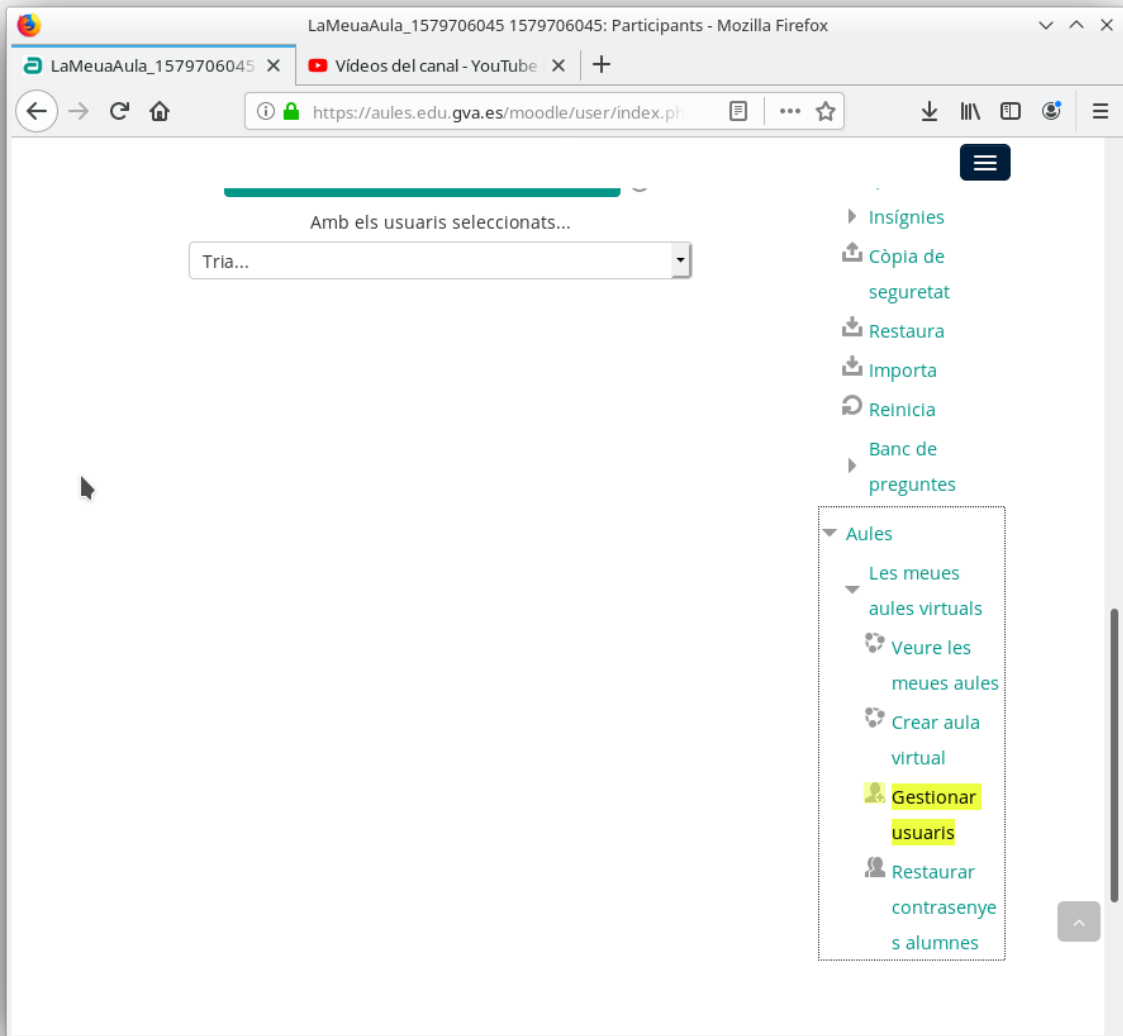 LaMeuaAula_1579706045 1579706045: Participants - Mozilla Firefox
LaMeuaAula_1579706045
Vídeos del canal - YouTube
https://aules.edu.gva.es/moodle/user/index.ph
Amb els usuaris seleccionats...
Tria...
Insígnies
Còpia de
seguretat
Restaura
Importa
Reinicia
Banc de
preguntes
Aules
Les meues
aules virtuals
Veure les
meues aules
Crear aula
virtual
Gestionar
usuaris
Restaurar
contrasenye
s alumnes